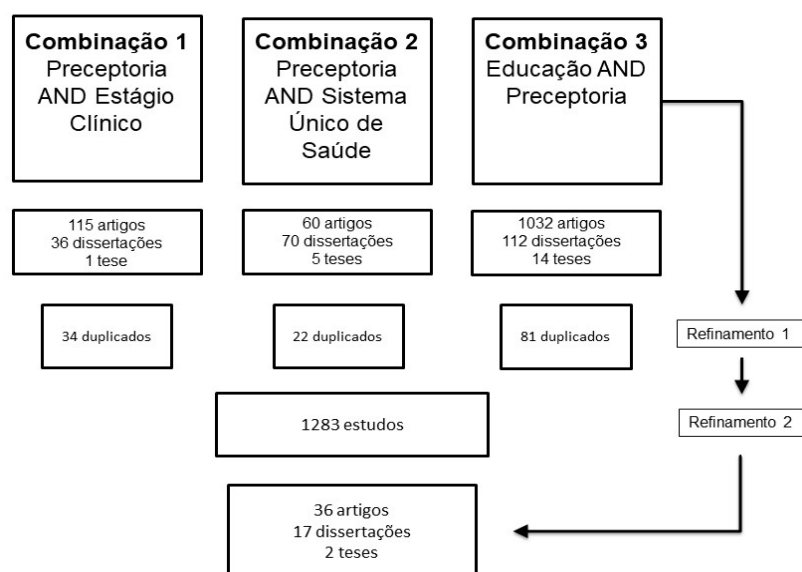 Combinação 1
Preceptoria
AND Estágio
Clínico
Combinação 2
Preceptoria
AND Sistema
Único de
Saúde
Combinação 3
Educação AND
Preceptoria
115 artigos
36 dissertações
1 tese
60 artigos
70 dissertações
5 teses
1032 artigos
112 dissertações
14 teses
34 duplicados
22 duplicados
81 duplicados
Refinamento 1
1283 estudos
Refinamento 2
36 artigos
17 dissertações
2 teses